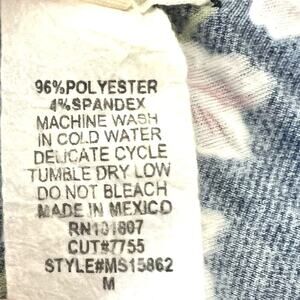 96%POLYESTER
4%SPANDEX
MACHINE WASH
IN COLD WATER
DELICATE CYCLE
TUMBLE DRY LOW
DO NOT BLEACH
MADE IN MEXICO
RN101807
CUT#7755
STYLE#MS15862
M